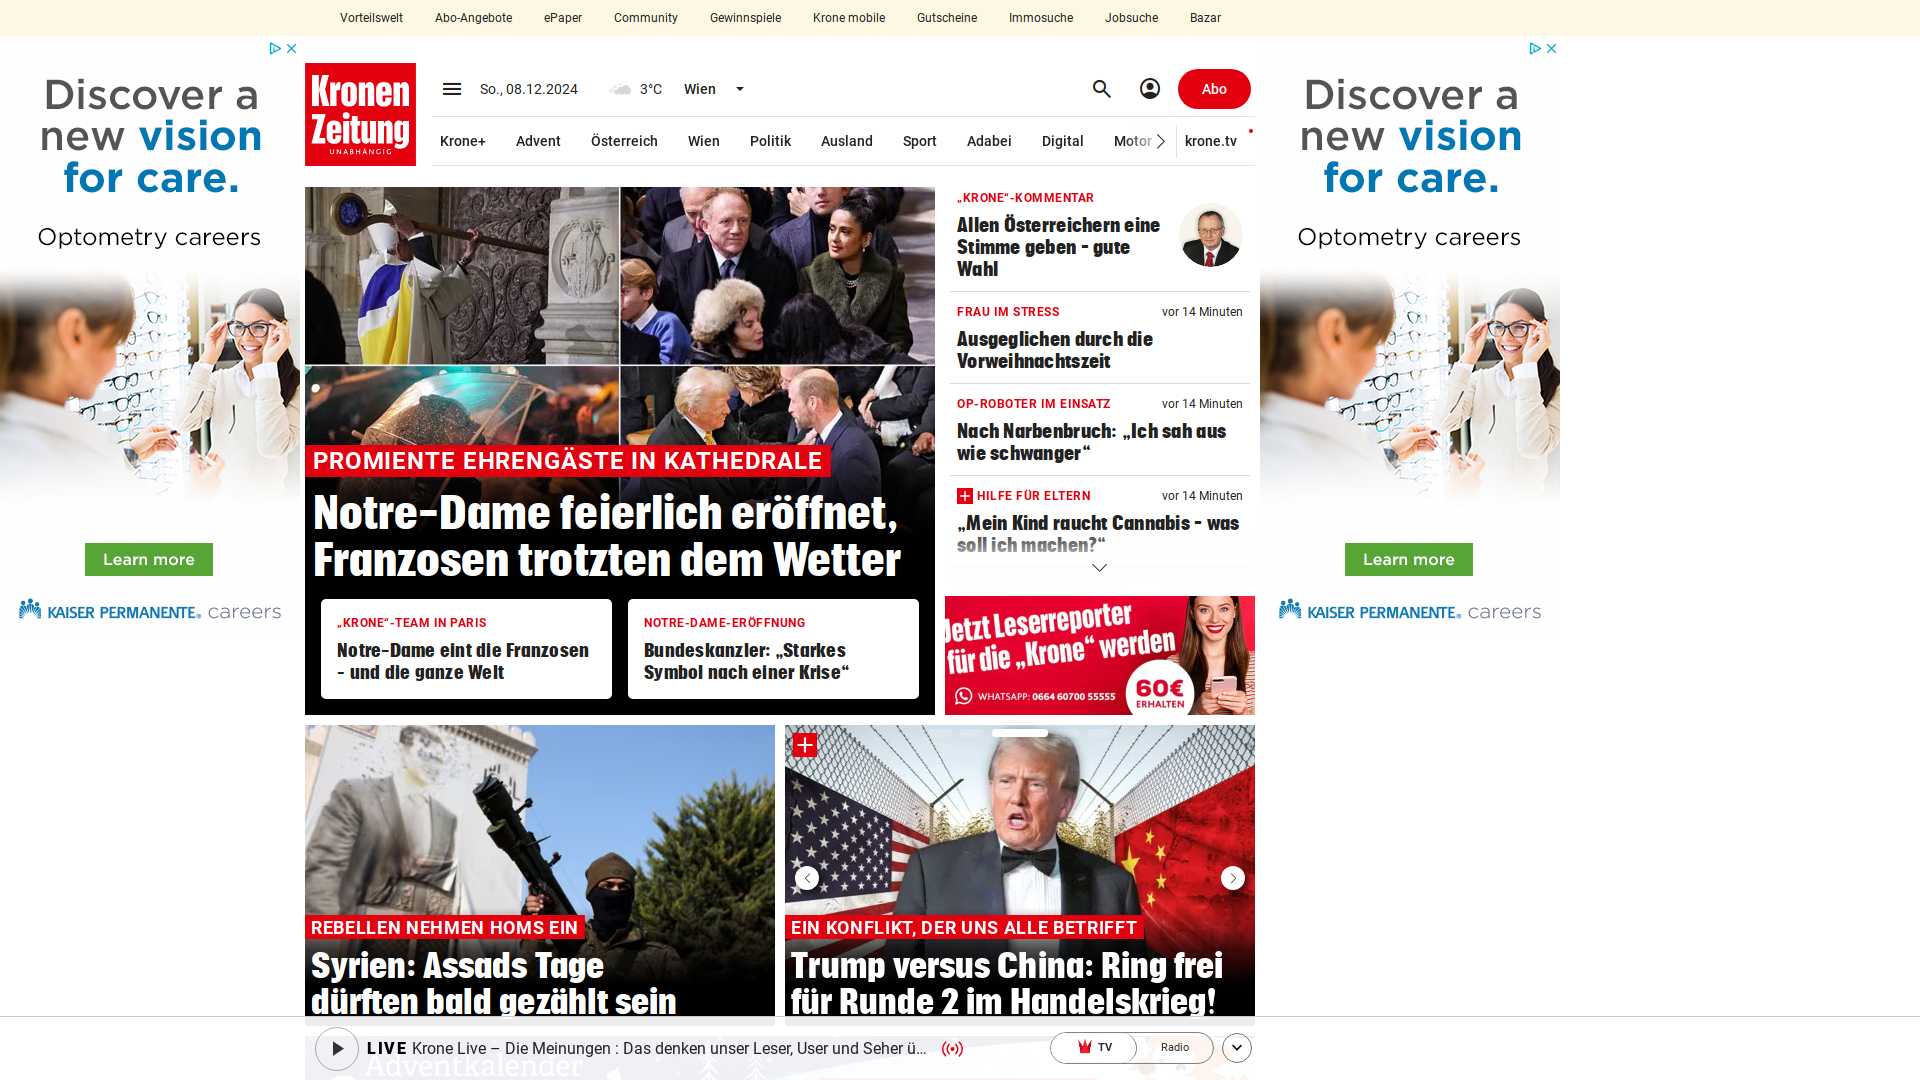 Vorteilswelt Abo-Angebote ePaper Community Gewinnspiele Krone mobile Gutscheine Immosuche Jobsuche Bazar
Discover a
new vision
for care.
Optometry careers
Learn more
KAISER PERMANENTE® careers
Kronen
Zeitung
UNABHÄNGIG
So., 08.12.2024 3°C Wien
Abo
Krone+ Advent Österreich Wien Politik Ausland Sport Adabei Digital Motor krone.tv
PROMIENTE EHRENGÄSTE IN KATHEDRALE
Notre-Dame feierlich eröffnet,
Franzosen trotzten dem Wetter
„KRONE“-TEAM IN PARIS
Notre-Dame eint die Franzosen
- und die ganze Welt
NOTRE-DAME-ERÖFFNUNG
Bundeskanzler: „Starkes
Symbol nach einer Krise“
„KRONE“-KOMMENTAR
Allen Österreichern eine
Stimme geben - gute
Wahl
FRAU IM STRESS vor 14 Minuten
Ausgeglichen durch die
Vorweihnachtszeit
OP-ROBOTER IM EINSATZ vor 14 Minuten
Nach Narbenbruch: „Ich sah aus
wie schwanger“
HILFE FÜR ELTERN vor 14 Minuten
„Mein Kind raucht Cannabis - was
soll ich machen?“
Jetzt Leserreporter
für die „Krone“ werden
WHATSAPP: 0664 60700 55555
60€
ERHALTEN
Discover a
new vision
for care.
Optometry careers
Learn more
KAISER PERMANENTE® careers
REBELLEN NEHMEN HOMS EIN
Syrien: Assads Tage
dürften bald gezählt sein
EIN KONFLIKT, DER UNS ALLE BETRIFFT
Trump versus China: Ring frei
für Runde 2 im Handelskrieg!
LIVE Krone Live – Die Meinungen : Das denken unser Leser, User und Seher ü...
TV Radio
Adventkalender